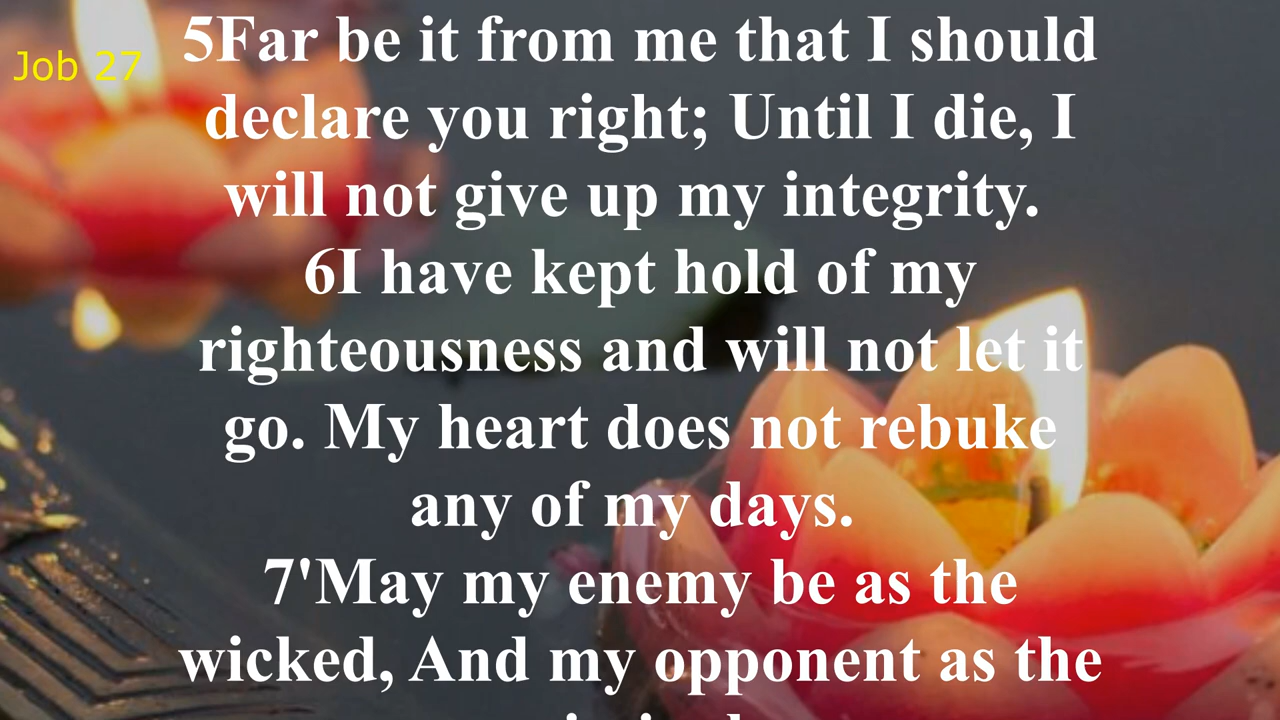 Job 27
5Far be it from me that I should
declare you right; Until I die, I
will not give up my integrity.
6I have kept hold of my
righteousness and will not let it
go. My heart does not rebuke
any of my days.
7'May my enemy be as the
wicked, And my opponent as the